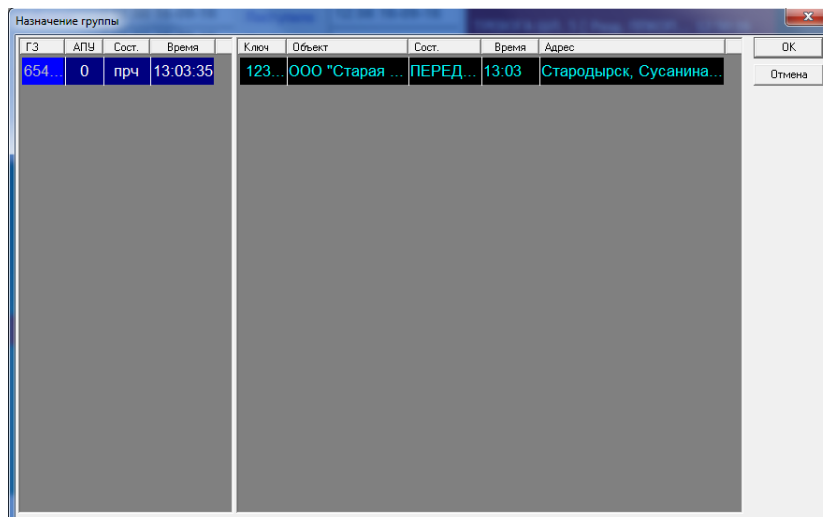 Назначение группы
ГЗ АПУ Сост. Время Ключ Объект Сост. Время Адрес OK
654... 0 прч 13:03:35 123... ООО "Старая ... ПЕРЕД... 13:03 Стародырск, Сусанина... Отмена